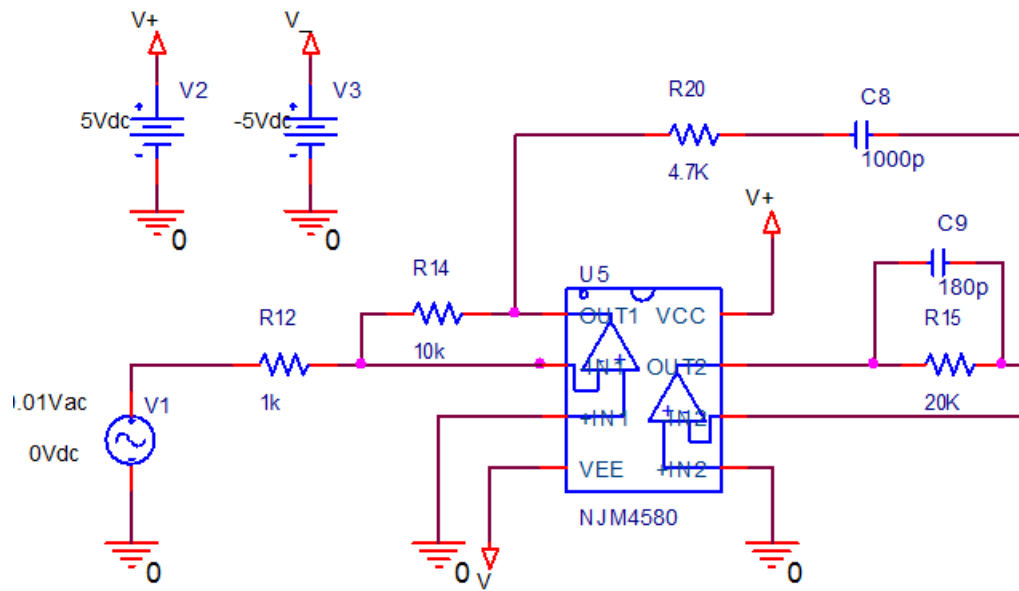 V+
V_
V2
V3
5Vdc
-5Vdc
0
0
R20
C8
4.7K
1000p
V+
C9
180p
R14
U5
R12
10k
OUT1
VCC
R15
-IN1
OUT2
1k
20K
.01Vac
V1
0Vdc
+IN1
-IN2
VEE
+IN2
NJM4580
0
0
V
0